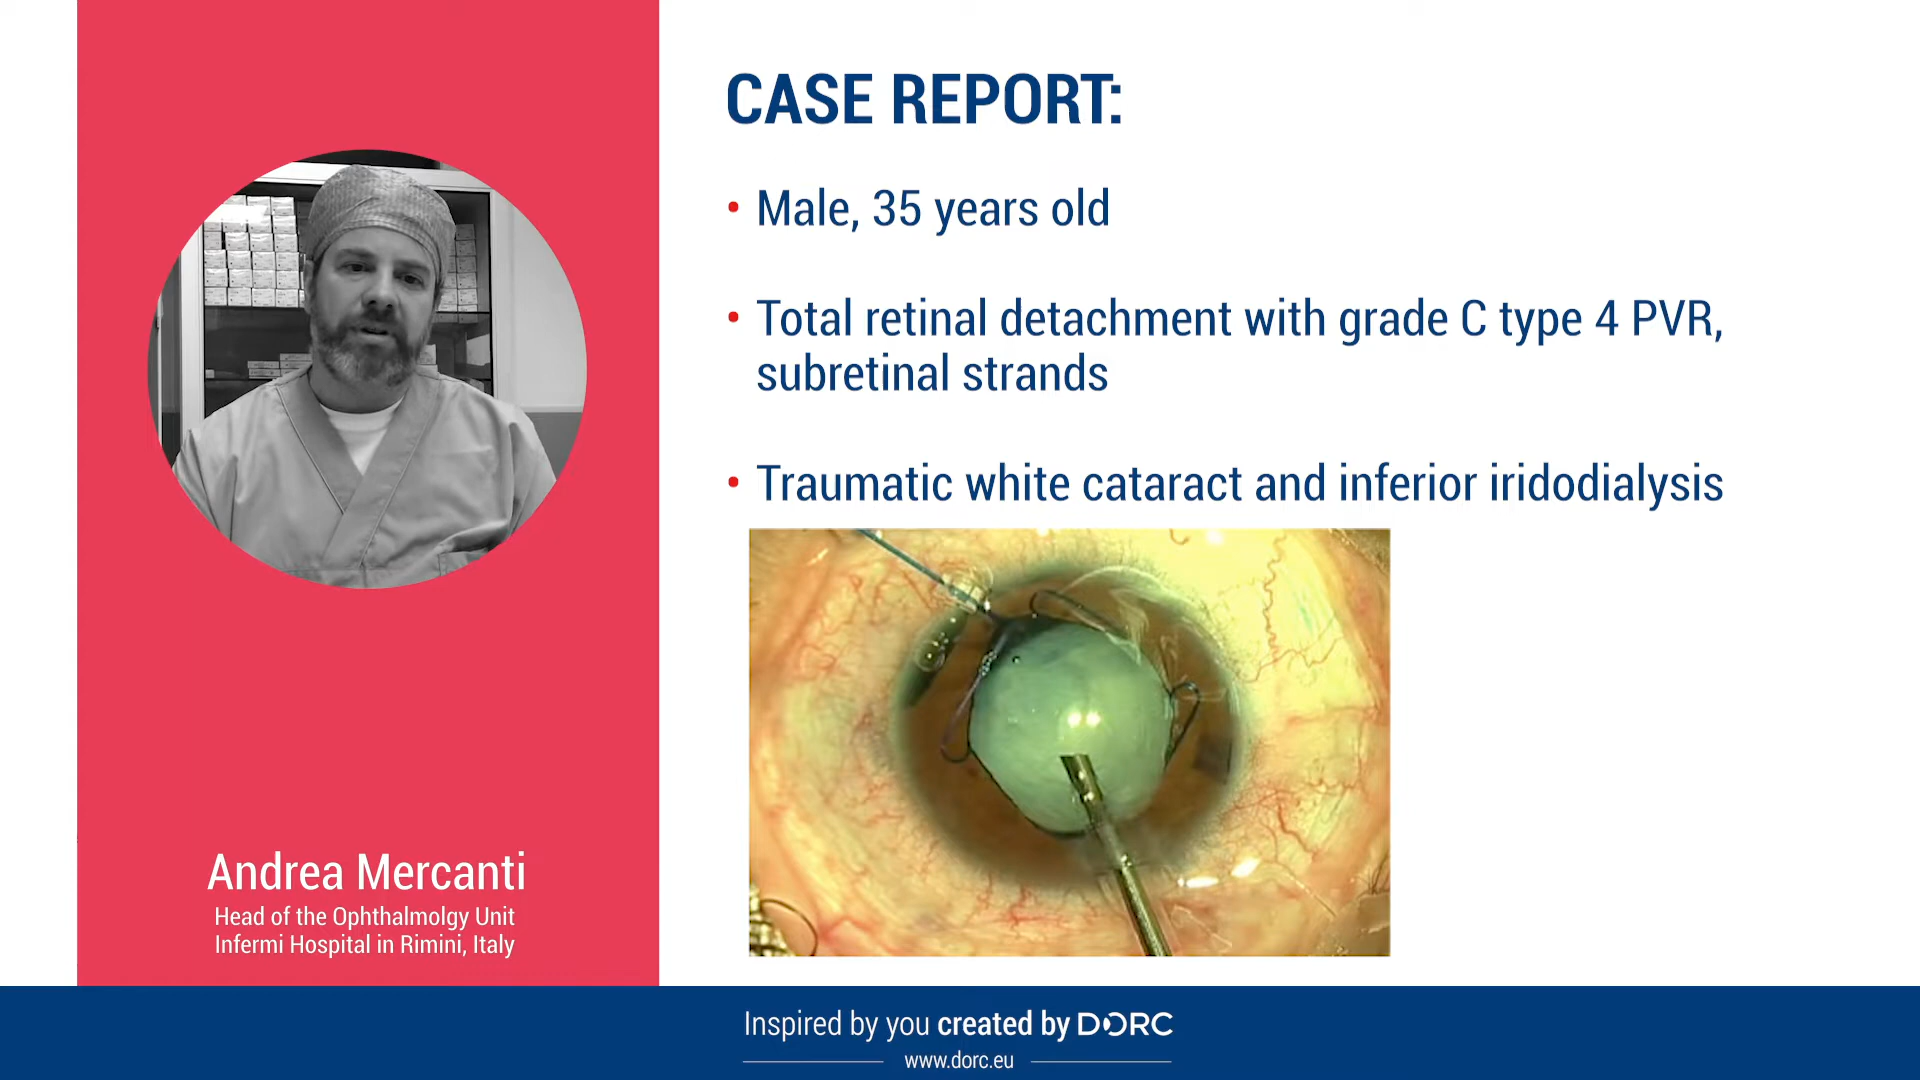 CASE REPORT:
• Male, 35 years old
• Total retinal detachment with grade C type 4 PVR,
subretinal strands
• Traumatic white cataract and inferior iridodialysis
Andrea Mercanti
Head of the Ophthalmolgy Unit
Infermi Hospital in Rimini, Italy
Inspired by you created by DORC
www.dorc.eu